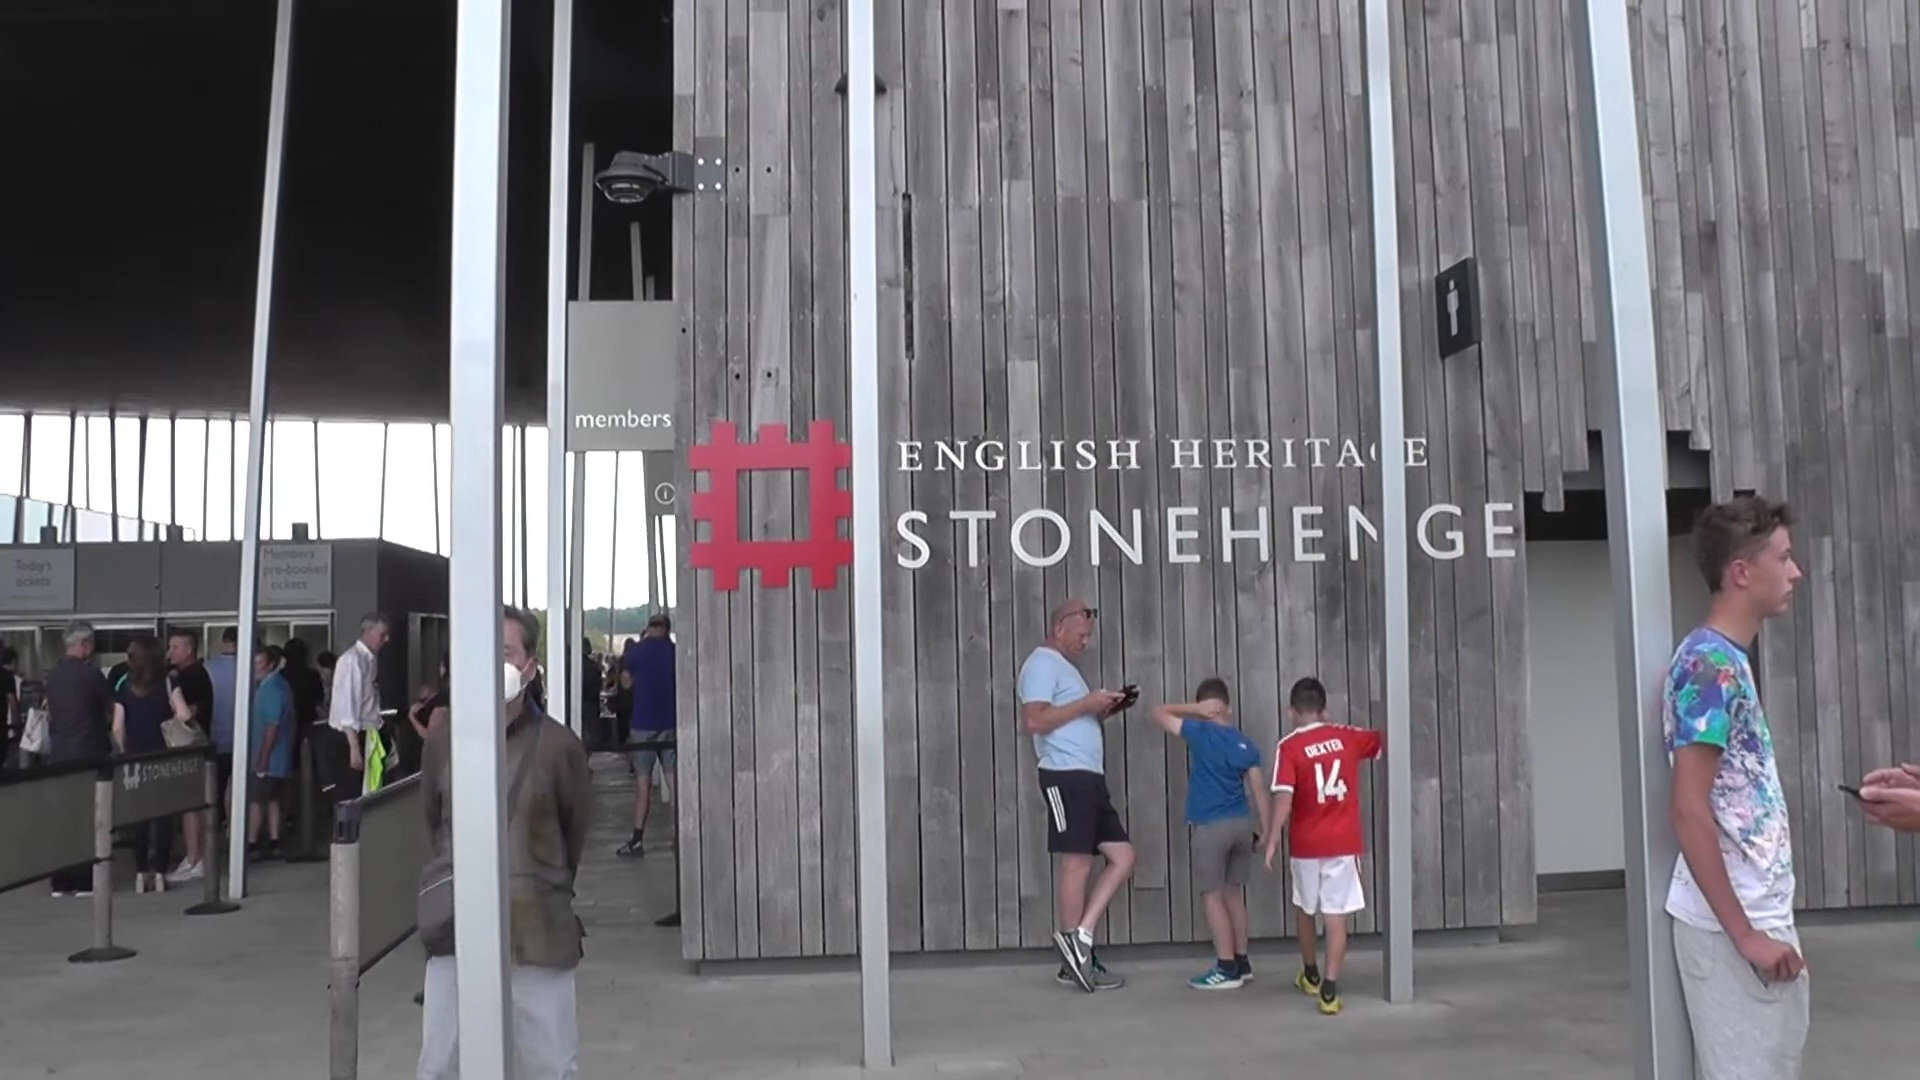 members
ENGLISH HERITAGE
STONEHENGE
Today's
tickets
Members
pre-booked
tickets
STONEHENGE
DEXTER
14